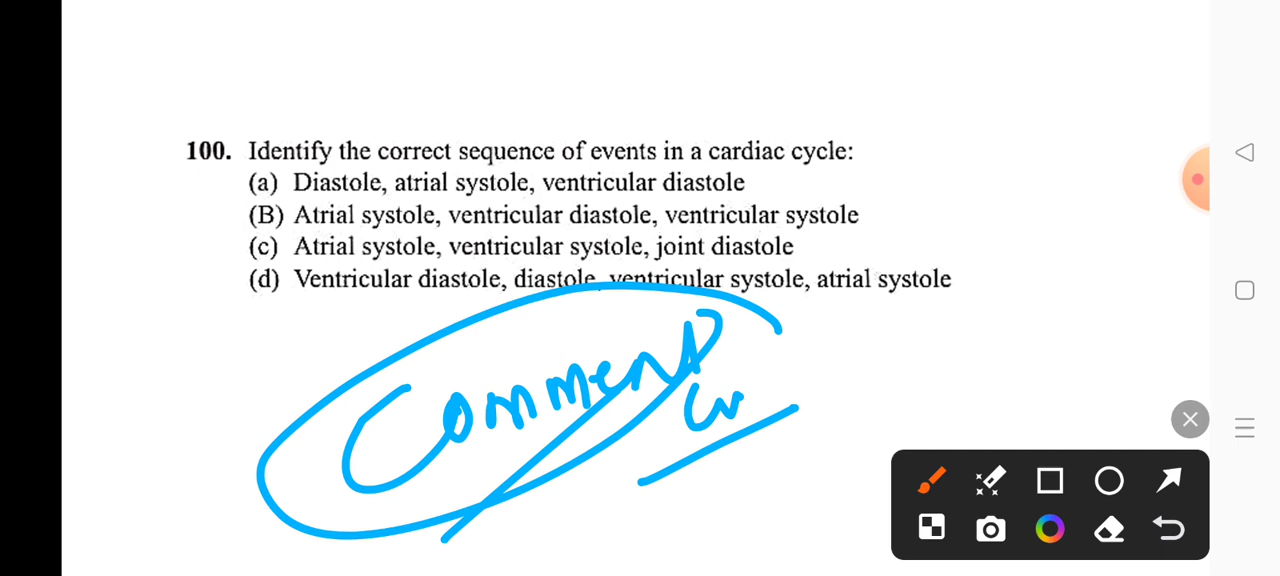 100. Identify the correct sequence of events in a cardiac cycle:
(a) Diastole, atrial systole, ventricular diastole
(B) Atrial systole, ventricular diastole, ventricular systole
(c) Atrial systole, ventricular systole, joint diastole
(d) Ventricular diastole, diastole, ventricular systole, atrial systole
Comment